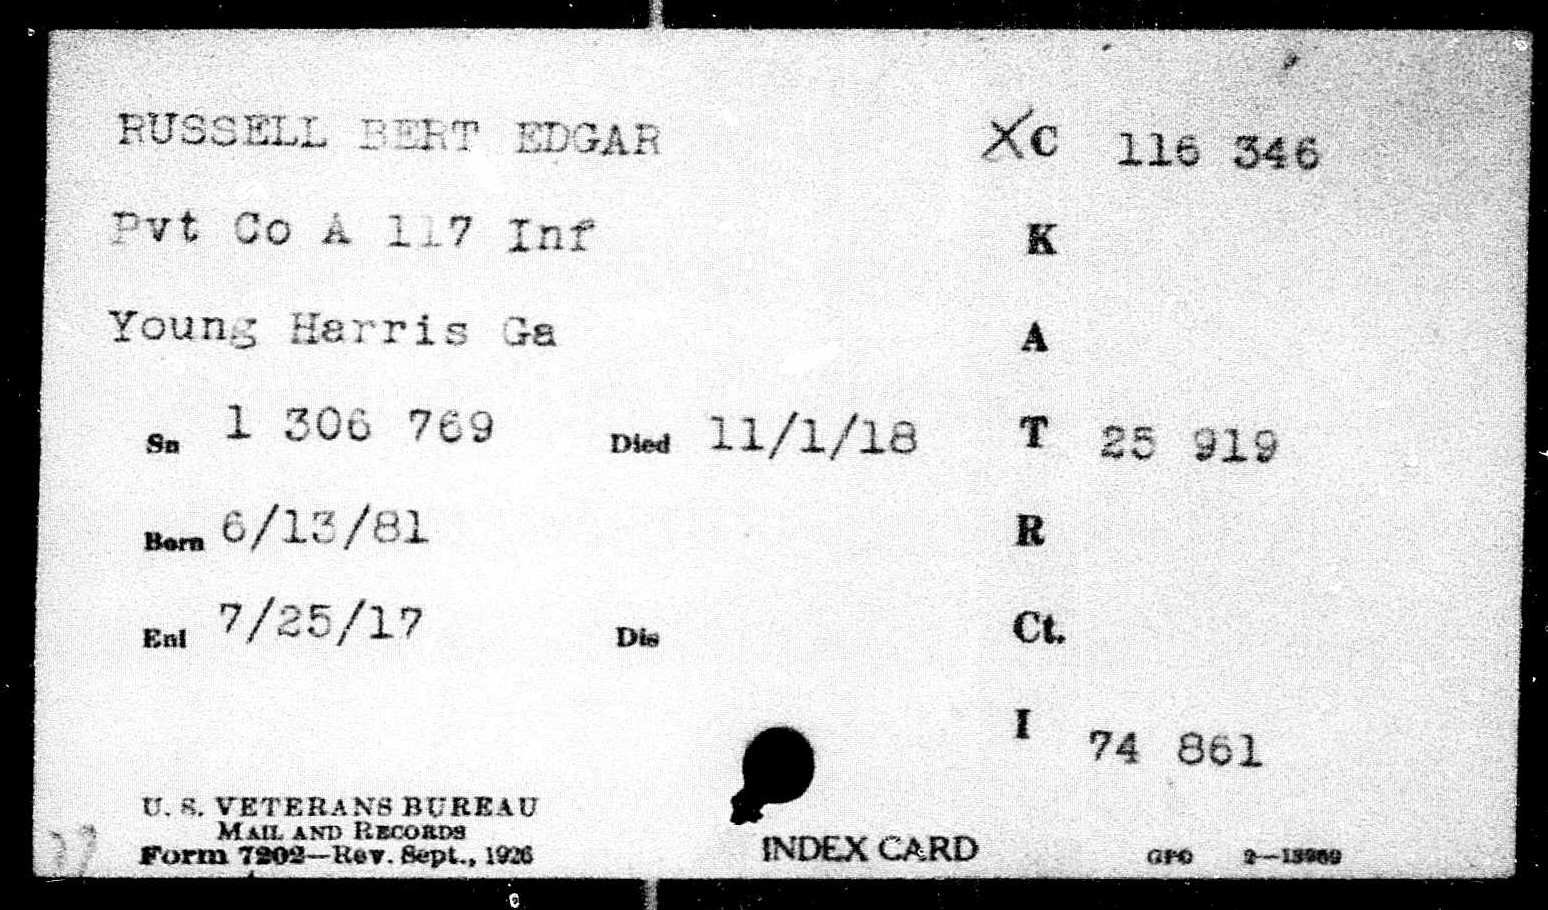 RUSSELL BERT EDGAR XC 116 346
Pvt Co A 117 Inf K
Young Harris Ga A
Sn 1 306 769 Died 11/1/18 T 25 919
Born 6/13/81 R
Enl 7/25/17 Dis Ct.
I 74 861
U. S. VETERANS BUREAU
MAIL AND RECORDS
Form 7202—Rev. Sept., 1926
INDEX CARD
GPO